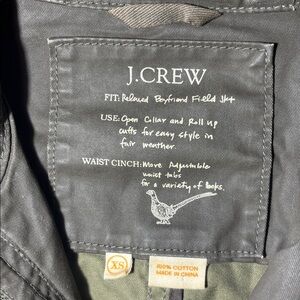 J.CREW
FIT: Relaxed Boyfriend Field Jkt
USE: Open Collar and Roll up
cuffs for easy style in
fair weather.
WAIST CINCH: Move Adjustable
waist tabs
for a variety of looks.
XS
100% COTTON
MADE IN CHINA